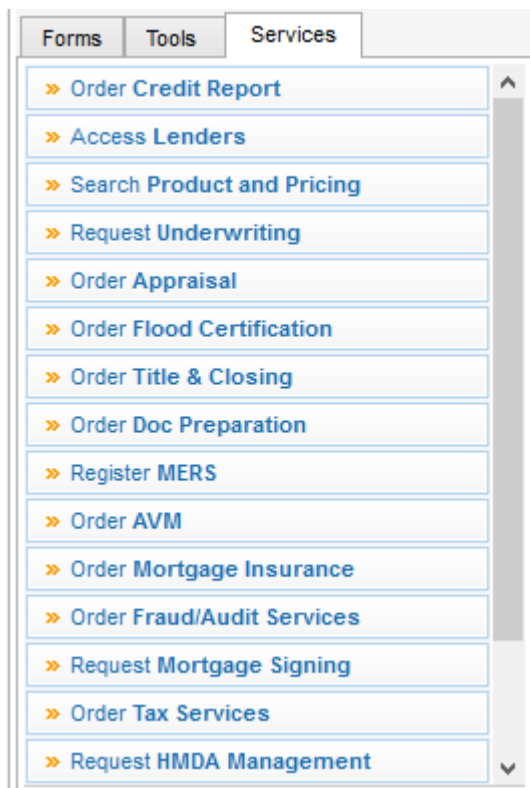 Forms Tools Services
» Order Credit Report
» Access Lenders
» Search Product and Pricing
» Request Underwriting
» Order Appraisal
» Order Flood Certification
» Order Title & Closing
» Order Doc Preparation
» Register MERS
» Order AVM
» Order Mortgage Insurance
» Order Fraud/Audit Services
» Request Mortgage Signing
» Order Tax Services
» Request HMDA Management